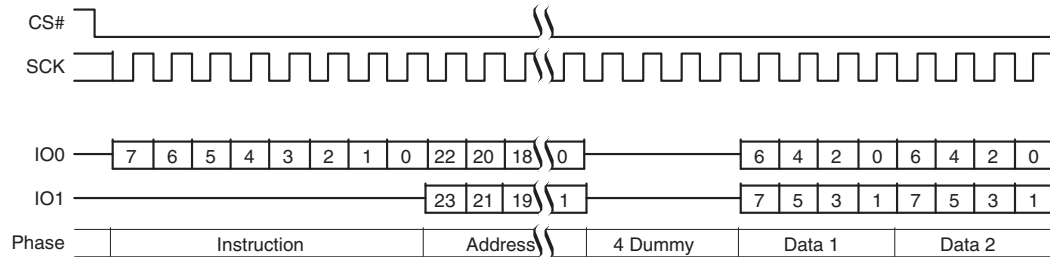 CS#
SCK
IO0 7 6 5 4 3 2 1 0 22 20 18 0 6 4 2 0 6 4 2 0
IO1 23 21 19 1 7 5 3 1 7 5 3 1
Phase Instruction Address 4 Dummy Data 1 Data 2